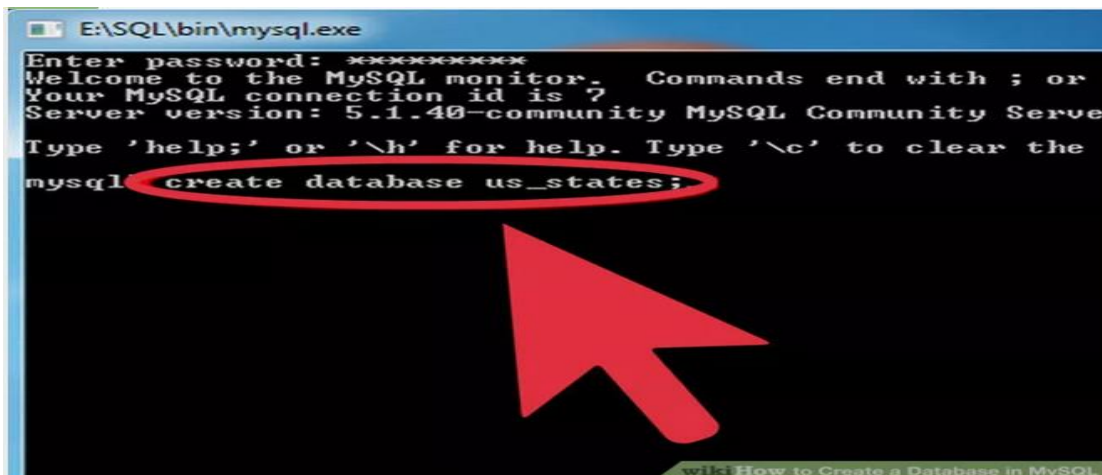 E:\SQL\bin\mysql.exe
Enter password: *********
Welcome to the MySQL monitor. Commands end with ; or
Your MySQL connection id is 7
Server version: 5.1.40-community MySQL Community Serve
Type 'help;' or '\h' for help. Type '\c' to clear the
mysql> create database us_states;
wikiHow to Create a Database in MySQL